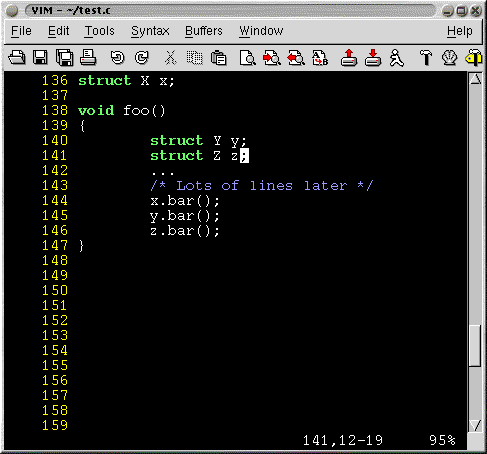 VIM - ~/test.c
File Edit Tools Syntax Buffers Window Help
136 struct X x;
137
138 void foo()
139 {
140 struct Y y;
141 struct Z z;
142 ...
143 /* Lots of lines later */
144 x.bar();
145 y.bar();
146 z.bar();
147 }
148
149
150
151
152
153
154
155
156
157
158
159
141,12-19 95%